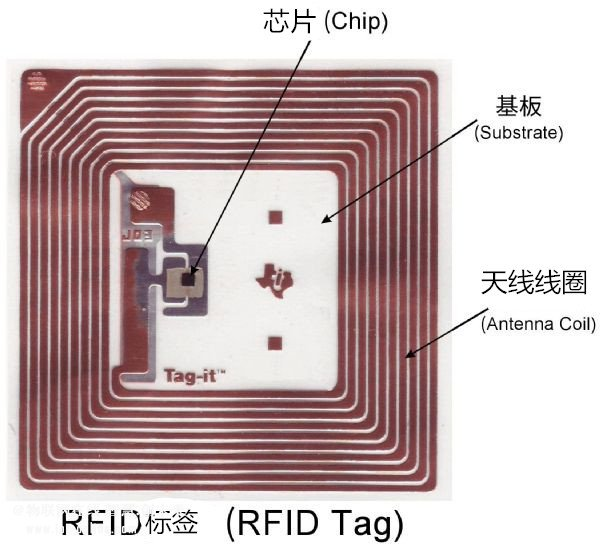 芯片 (Chip)
基板
(Substrate)
天线线圈
(Antenna Coil)
Tag-it™
RFID标签 (RFID Tag)